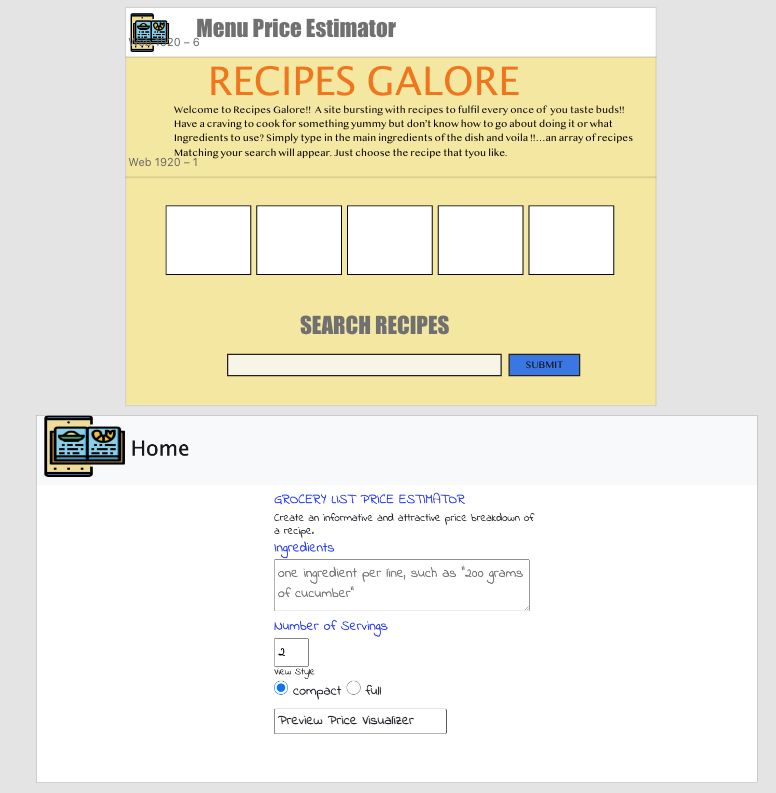 Menu Price Estimator
Web 1920 – 6
RECIPES GALORE
Welcome to Recipes Galore!! A site bursting with recipes to fulfil every once of you taste buds!!
Have a craving to cook for something yummy but don't know how to go about doing it or what
Ingredients to use? Simply type in the main ingredients of the dish and voila !!...an array of recipes
Matching your search will appear. Just choose the recipe that tyou like.
Web 1920 – 1
SEARCH RECIPES
SUBMIT
Home
GROCERY LIST PRICE ESTIMATOR
Create an informative and attractive price breakdown of
a recipe.
Ingredients
one ingredient per line, such as "200 grams
of cucumber"
Number of Servings
2
View Style
compact full
Preview Price Visualizer